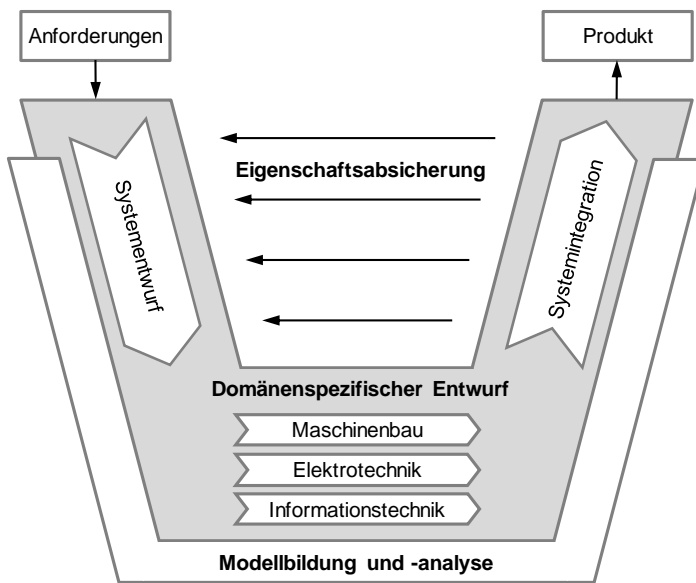 Anforderungen
Produkt
Eigenschaftsabsicherung
Systementwurf
Systemintegration
Domänenspezifischer Entwurf
Maschinenbau
Elektrotechnik
Informationstechnik
Modellbildung und -analyse